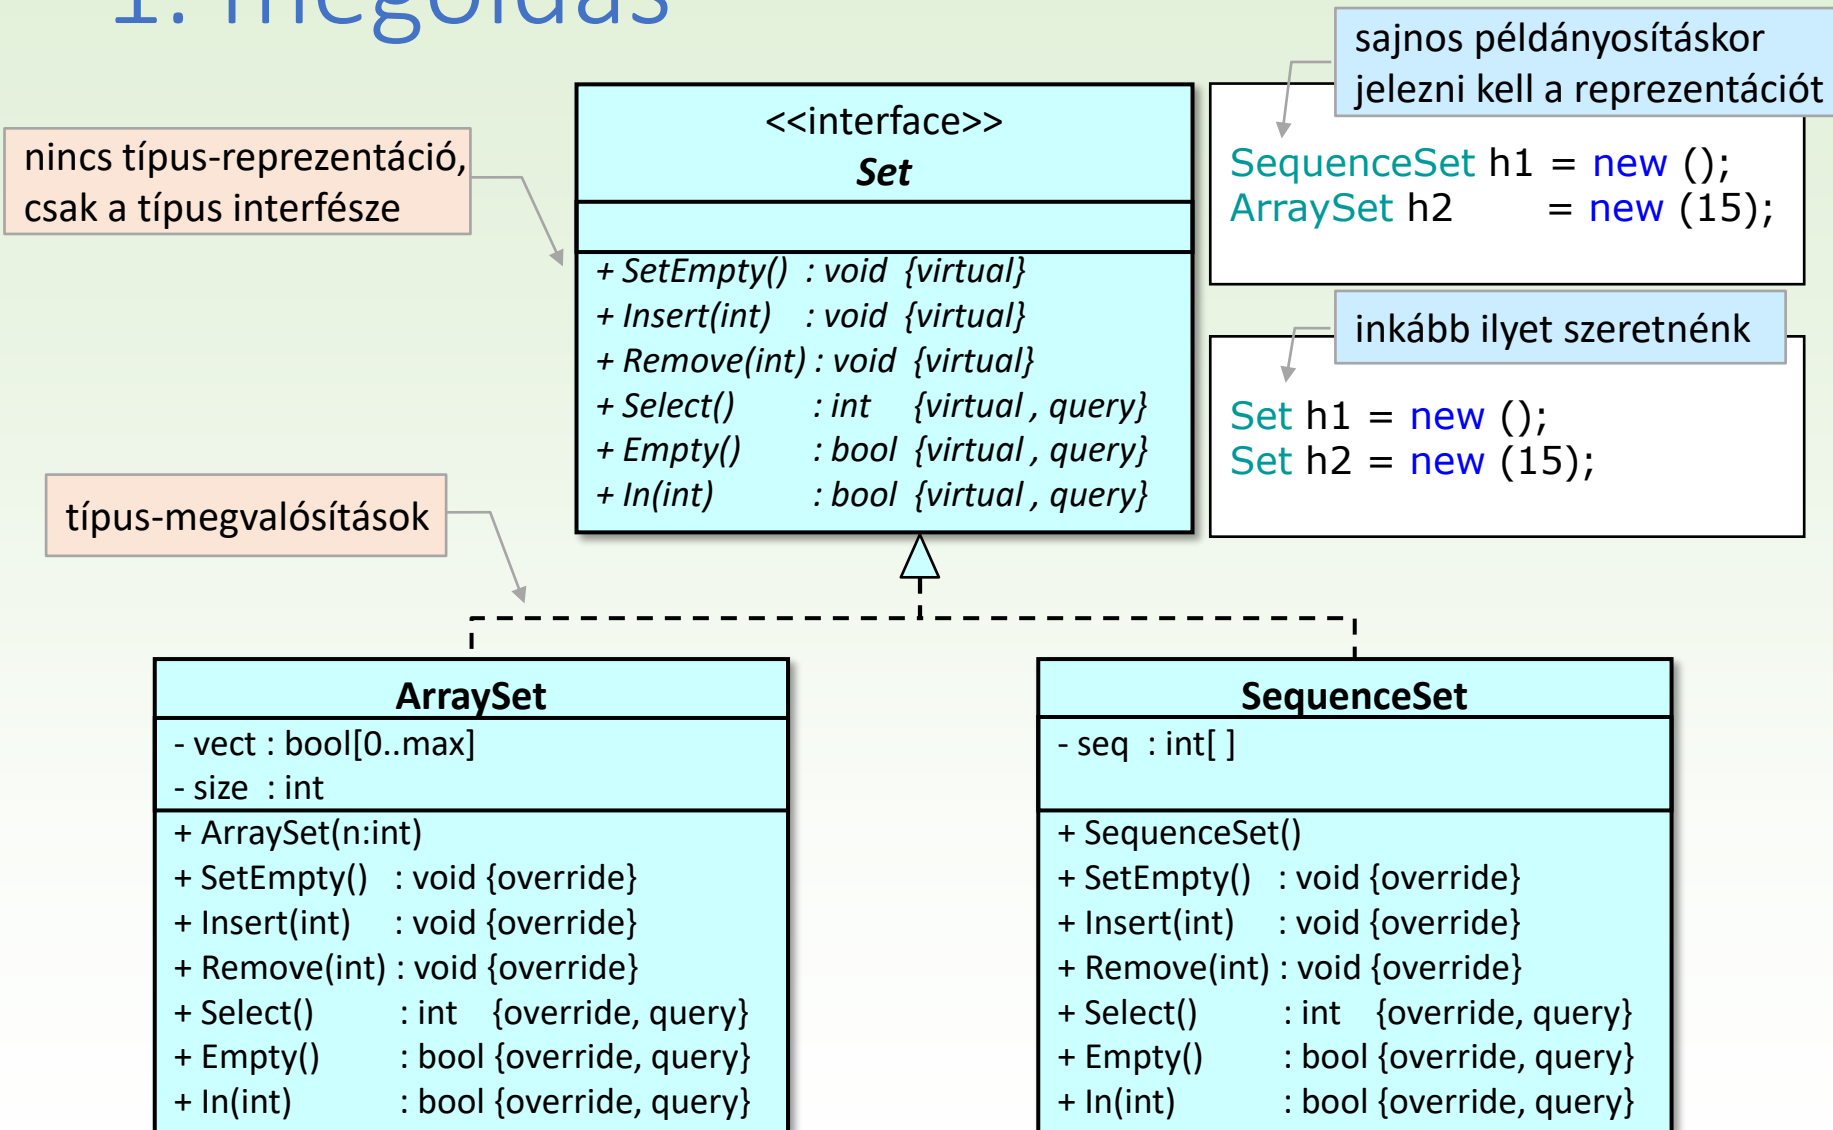 1. megoldás
sajnos példányosításkor
jelezni kell a reprezentációt
<<interface>>
Set
nincs típus-reprezentáció,
csak a típus interfésze
SequenceSet h1 = new ();
ArraySet h2 = new (15);
+ SetEmpty() : void {virtual}
+ Insert(int) : void {virtual}
+ Remove(int) : void {virtual}
+ Select() : int {virtual , query}
+ Empty() : bool {virtual , query}
+ In(int) : bool {virtual , query}
inkább ilyet szeretnénk
Set h1 = new ();
Set h2 = new (15);
típus-megvalósítások
ArraySet
- vect : bool[0..max]
- size : int
+ ArraySet(n:int)
+ SetEmpty() : void {override}
+ Insert(int) : void {override}
+ Remove(int) : void {override}
+ Select() : int {override, query}
+ Empty() : bool {override, query}
+ In(int) : bool {override, query}
SequenceSet
- seq : int[ ]
+ SequenceSet()
+ SetEmpty() : void {override}
+ Insert(int) : void {override}
+ Remove(int) : void {override}
+ Select() : int {override, query}
+ Empty() : bool {override, query}
+ In(int) : bool {override, query}